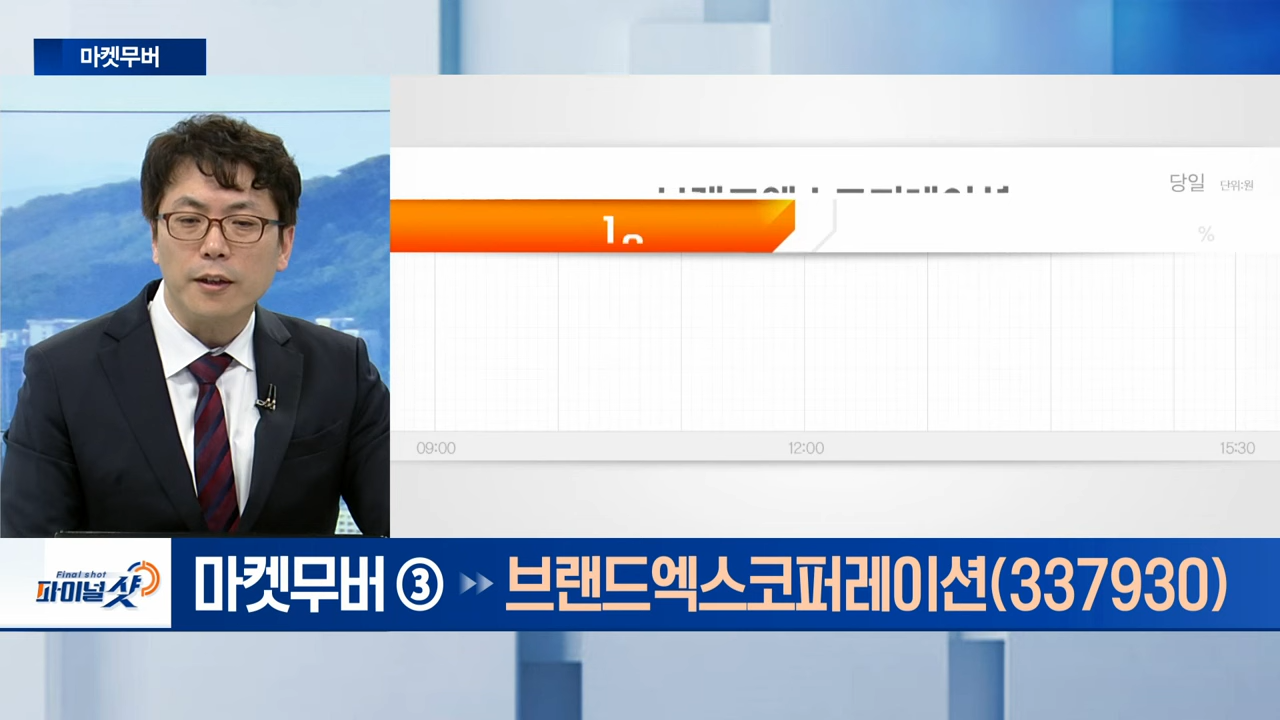 마켓무버
당일 단위:원
%
09:00 12:00 15:30
Final shot
파이널샷
마켓무버 ③ 브랜드엑스코퍼레이션(337930)